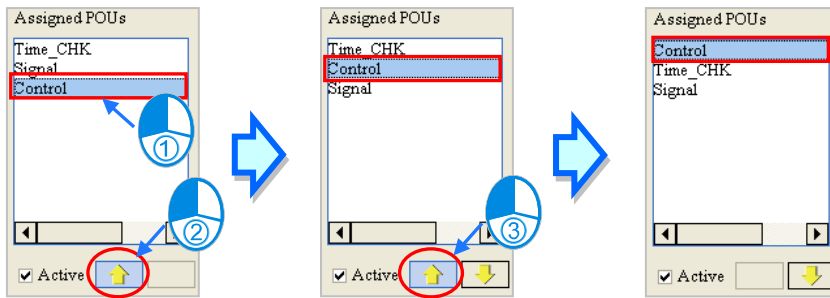 Assigned POUs
Time_CHK
Signal
Control
①
②
Active
Assigned POUs
Time_CHK
Control
Signal
③
Active
Assigned POUs
Control
Time_CHK
Signal
Active